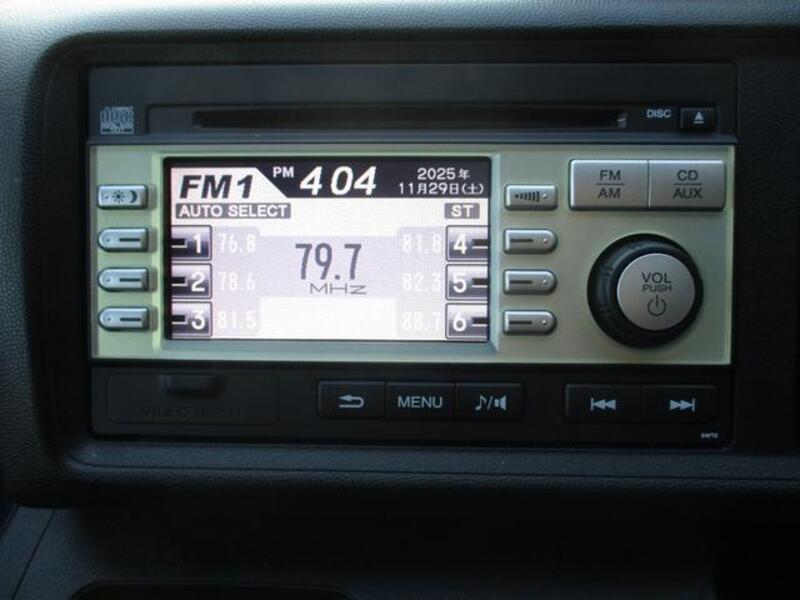 DISC
FM1 PM 4 04 2025年
11月29日(土)
AUTO SELECT ST
1 76.8 79.7 81.8 4
MHz
2 78.6 82.3 5
3 81.5 88.7 6
FM
AM
CD
AUX
VOL
PUSH
VIDEO INPUT
MENU